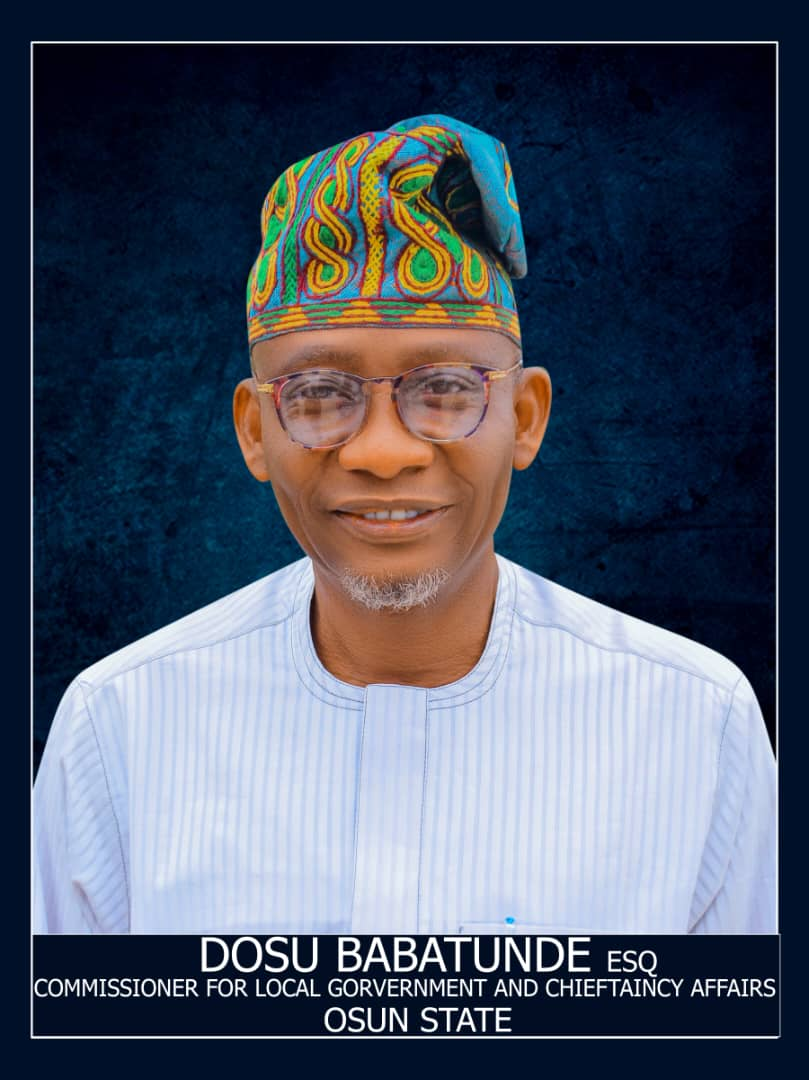 DOSU BABATUNDE ESQ
COMMISSIONER FOR LOCAL GORVERNMENT AND CHIEFTAINCY AFFAIRS
OSUN STATE